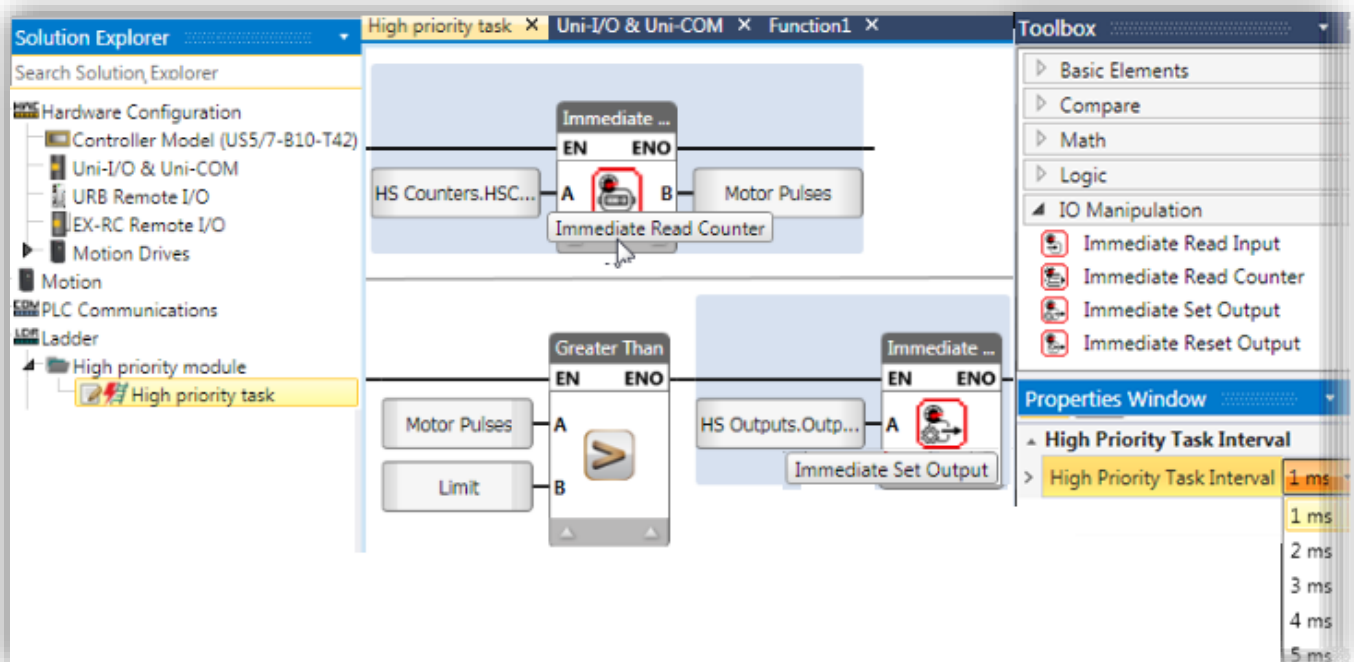 Solution Explorer
Search Solution Explorer
Hardware Configuration
Controller Model (US5/7-B10-T42)
Uni-I/O & Uni-COM
URB Remote I/O
EX-RC Remote I/O
Motion Drives
Motion
PLC Communications
Ladder
High priority module
High priority task
High priority task X Uni-I/O & Uni-COM X Function1 X
Immediate ...
EN ENO
HS Counters.HSC... A B Motor Pulses
Immediate Read Counter
Greater Than
EN ENO
Motor Pulses A
Limit B
Immediate ...
EN ENO
HS Outputs.Outp... A
Immediate Set Output
Toolbox
Basic Elements
Compare
Math
Logic
IO Manipulation
Immediate Read Input
Immediate Read Counter
Immediate Set Output
Immediate Reset Output
Properties Window
High Priority Task Interval
High Priority Task Interval 1 ms
1 ms
2 ms
3 ms
4 ms
5 ms